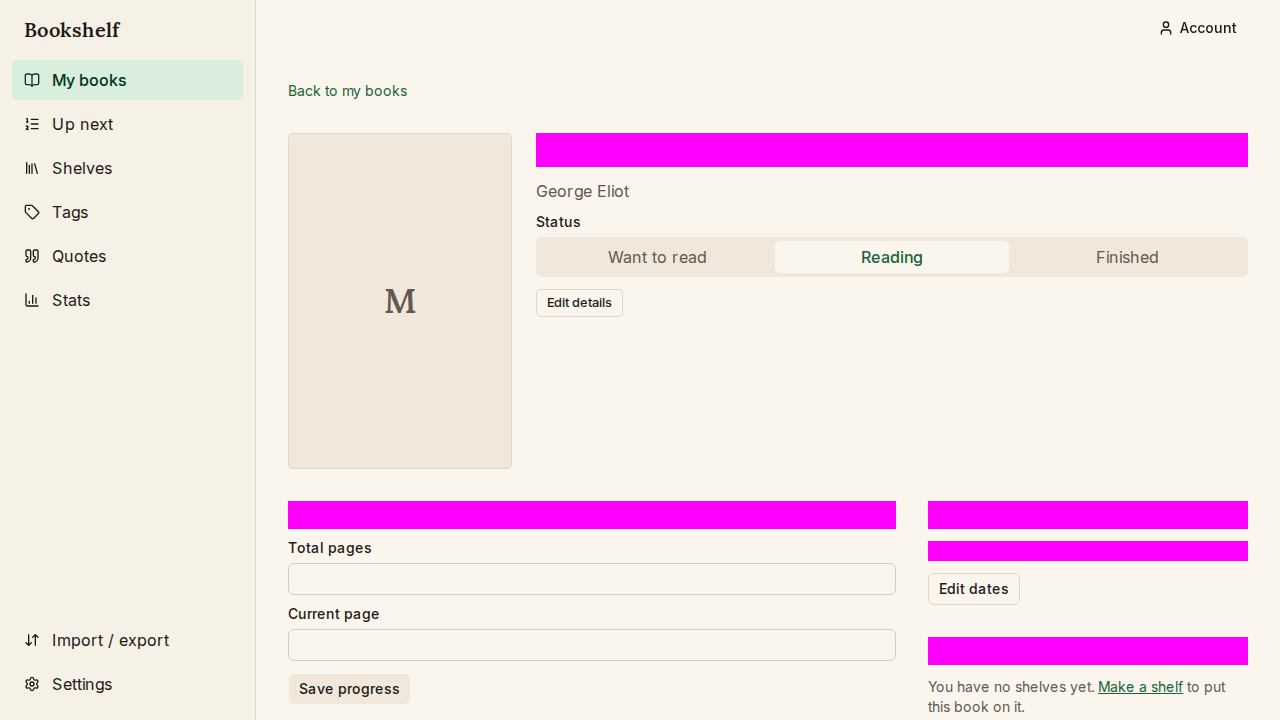 Bookshelf
Account
My books
Up next
Shelves
Tags
Quotes
Stats
Import / export
Settings
Back to my books
M
George Eliot
Status
Want to read
Reading
Finished
Edit details
Total pages
Current page
Save progress
Edit dates
You have no shelves yet. Make a shelf to put
this book on it.